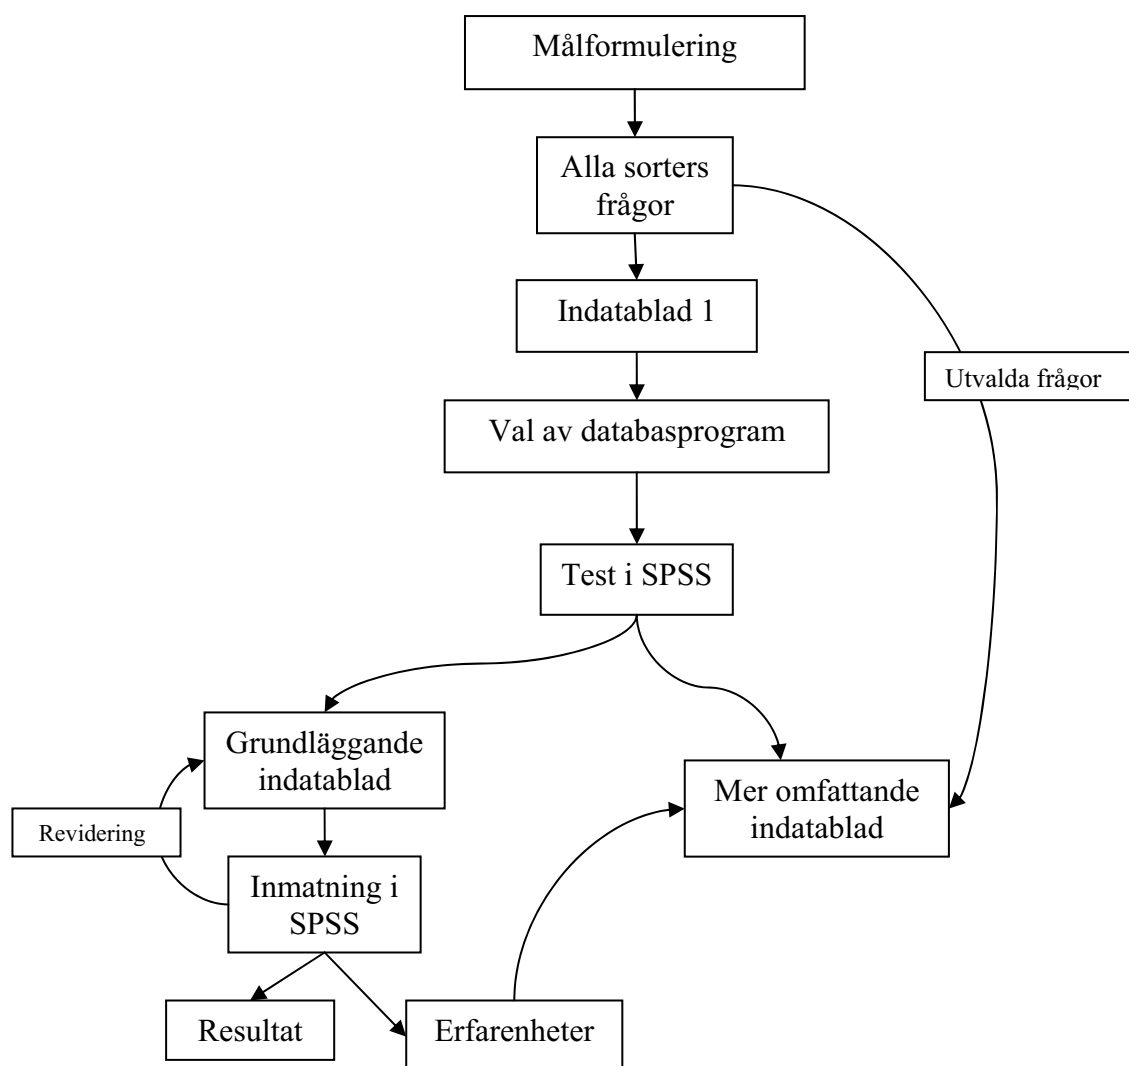 Målformulering
Alla sorters
frågor
Indatablad 1
Utvalda frågor
Val av databasprogram
Test i SPSS
Grundläggande
indatablad
Mer omfattande
indatablad
Revidering
Inmatning i
SPSS
Resultat
Erfarenheter